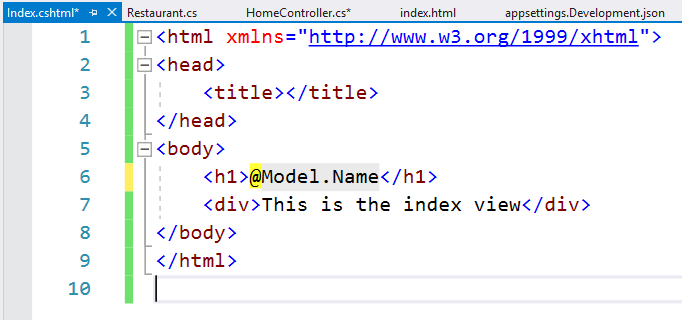 Index.cshtml* Restaurant.cs HomeController.cs* index.html appsettings.Development.json
1 <html xmlns="http://www.w3.org/1999/xhtml">
2 <head>
3     <title></title>
4 </head>
5 <body>
6     <h1>@Model.Name</h1>
7     <div>This is the index view</div>
8 </body>
9 </html>
10